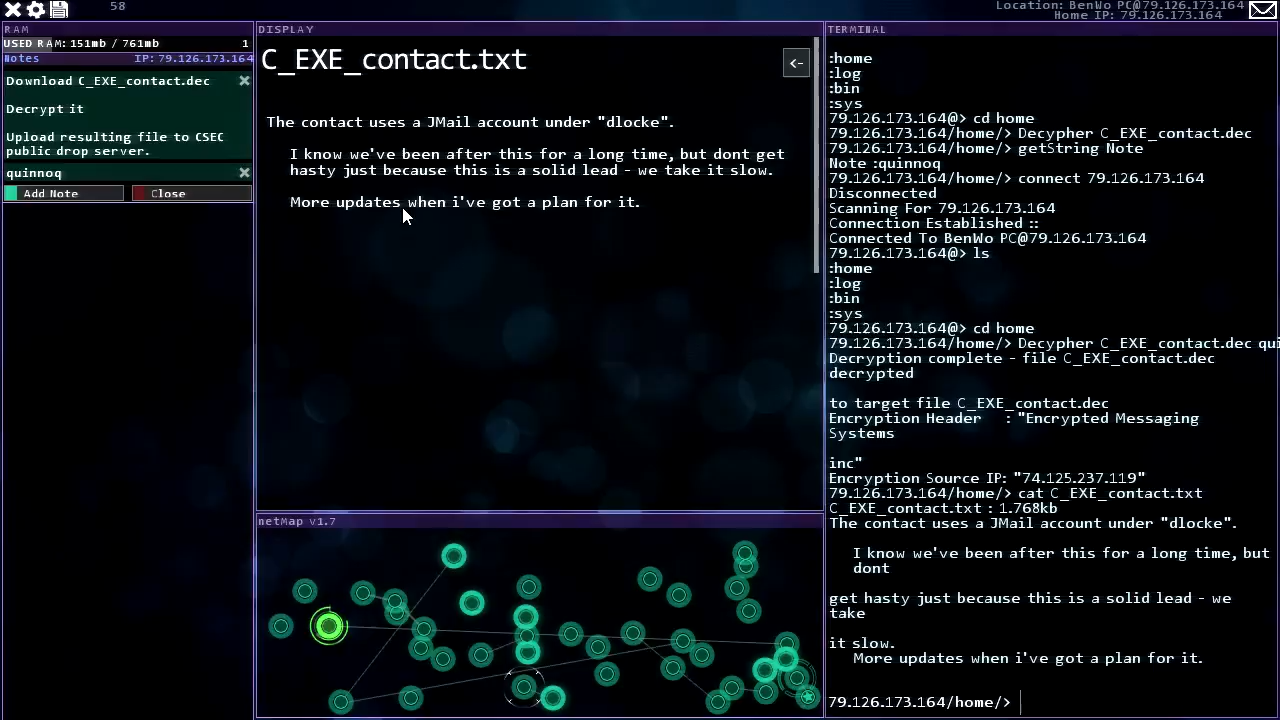 58
Location: BenWo PC@79.126.173.164
Home IP: 79.126.173.164
RAM
USED RAM: 151mb / 761mb 1
Notes IP: 79.126.173.164
Download C_EXE_contact.dec
Decrypt it
Upload resulting file to CSEC
public drop server.
quinnoq
Add Note Close
DISPLAY
C_EXE_contact.txt
<-
The contact uses a JMail account under "dlocke".
I know we've been after this for a long time, but dont get
hasty just because this is a solid lead - we take it slow.
More updates when i've got a plan for it.
netMap v1.7
TERMINAL
:home
:log
:bin
:sys
79.126.173.164@> cd home
79.126.173.164/home/> Decypher C_EXE_contact.dec
79.126.173.164/home/> getString Note
Note :quinnoq
79.126.173.164/home/> connect 79.126.173.164
Disconnected
Scanning For 79.126.173.164
Connection Established ::
Connected To BenWo PC@79.126.173.164
79.126.173.164@> ls
:home
:log
:bin
:sys
79.126.173.164@> cd home
79.126.173.164/home/> Decypher C_EXE_contact.dec qui
Decryption complete - file C_EXE_contact.dec
decrypted
to target file C_EXE_contact.dec
Encryption Header : "Encrypted Messaging
Systems
inc"
Encryption Source IP: "74.125.237.119"
79.126.173.164/home/> cat C_EXE_contact.txt
C_EXE_contact.txt : 1.768kb
The contact uses a JMail account under "dlocke".
I know we've been after this for a long time, but
dont
get hasty just because this is a solid lead - we
take
it slow.
More updates when i've got a plan for it.
79.126.173.164/home/>